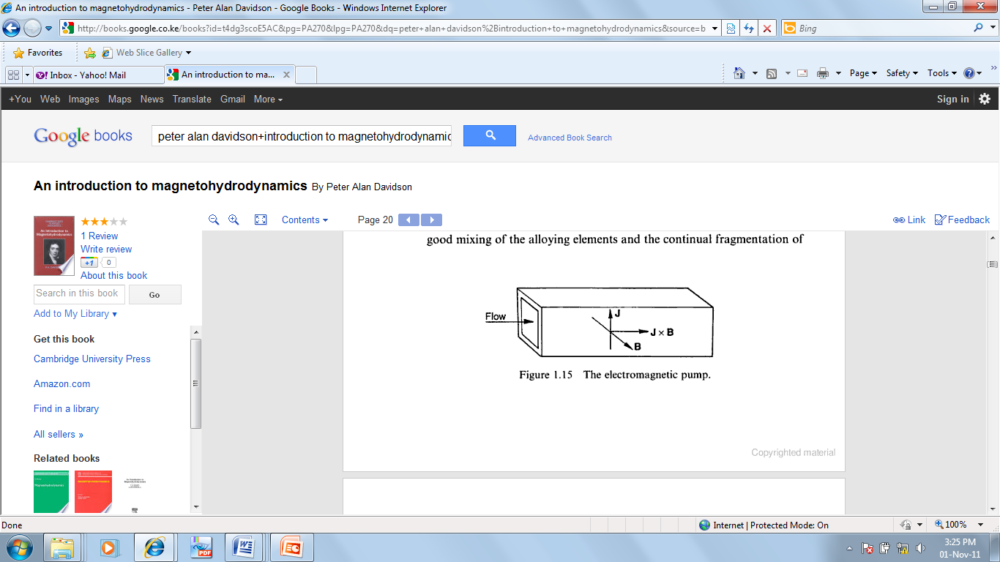 An introduction to magnetohydrodynamics - Peter Alan Davidson - Google Books - Windows Internet Explorer
http://books.google.co.ke/books?id=t4dg3scoE5AC&pg=PA270&lpg=PA270&dq=peter+alan+davidson%2Bintroduction+to+magnetohydrodynamics&source=b
Bing
Favorites
Web Slice Gallery
Inbox - Yahoo! Mail
An introduction to ma...
Page
Safety
Tools
+You Web Images Maps News Translate Gmail More
Sign in
Google books
peter alan davidson+introduction to magnetohydrodynamic
Advanced Book Search
An introduction to magnetohydrodynamics By Peter Alan Davidson
An Introduction to
Magnetohydrodynamics
1 Review
Write review
+1 0
About this book
Search in this book
Go
Add to My Library
Get this book
Cambridge University Press
Amazon.com
Find in a library
All sellers »
Related books
Contents
Page 20
Link
Feedback
good mixing of the alloying elements and the continual fragmentation of
Flow
J
J × B
B
Figure 1.15 The electromagnetic pump.
Copyrighted material
Done
Internet | Protected Mode: On
100%
PDF
3:25 PM
01-Nov-11